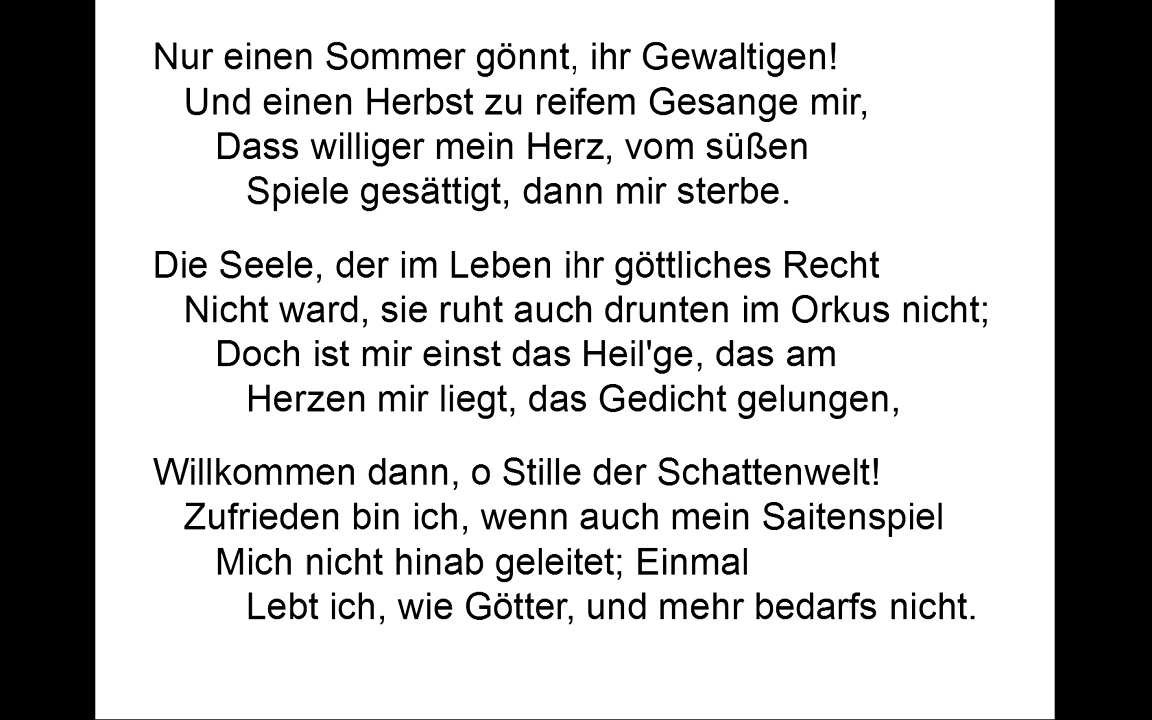 Nur einen Sommer gönnt, ihr Gewaltigen!
Und einen Herbst zu reifem Gesange mir,
Dass williger mein Herz, vom süßen
Spiele gesättigt, dann mir sterbe.
Die Seele, der im Leben ihr göttliches Recht
Nicht ward, sie ruht auch drunten im Orkus nicht;
Doch ist mir einst das Heil'ge, das am
Herzen mir liegt, das Gedicht gelungen,
Willkommen dann, o Stille der Schattenwelt!
Zufrieden bin ich, wenn auch mein Saitenspiel
Mich nicht hinab geleitet; Einmal
Lebt ich, wie Götter, und mehr bedarfs nicht.